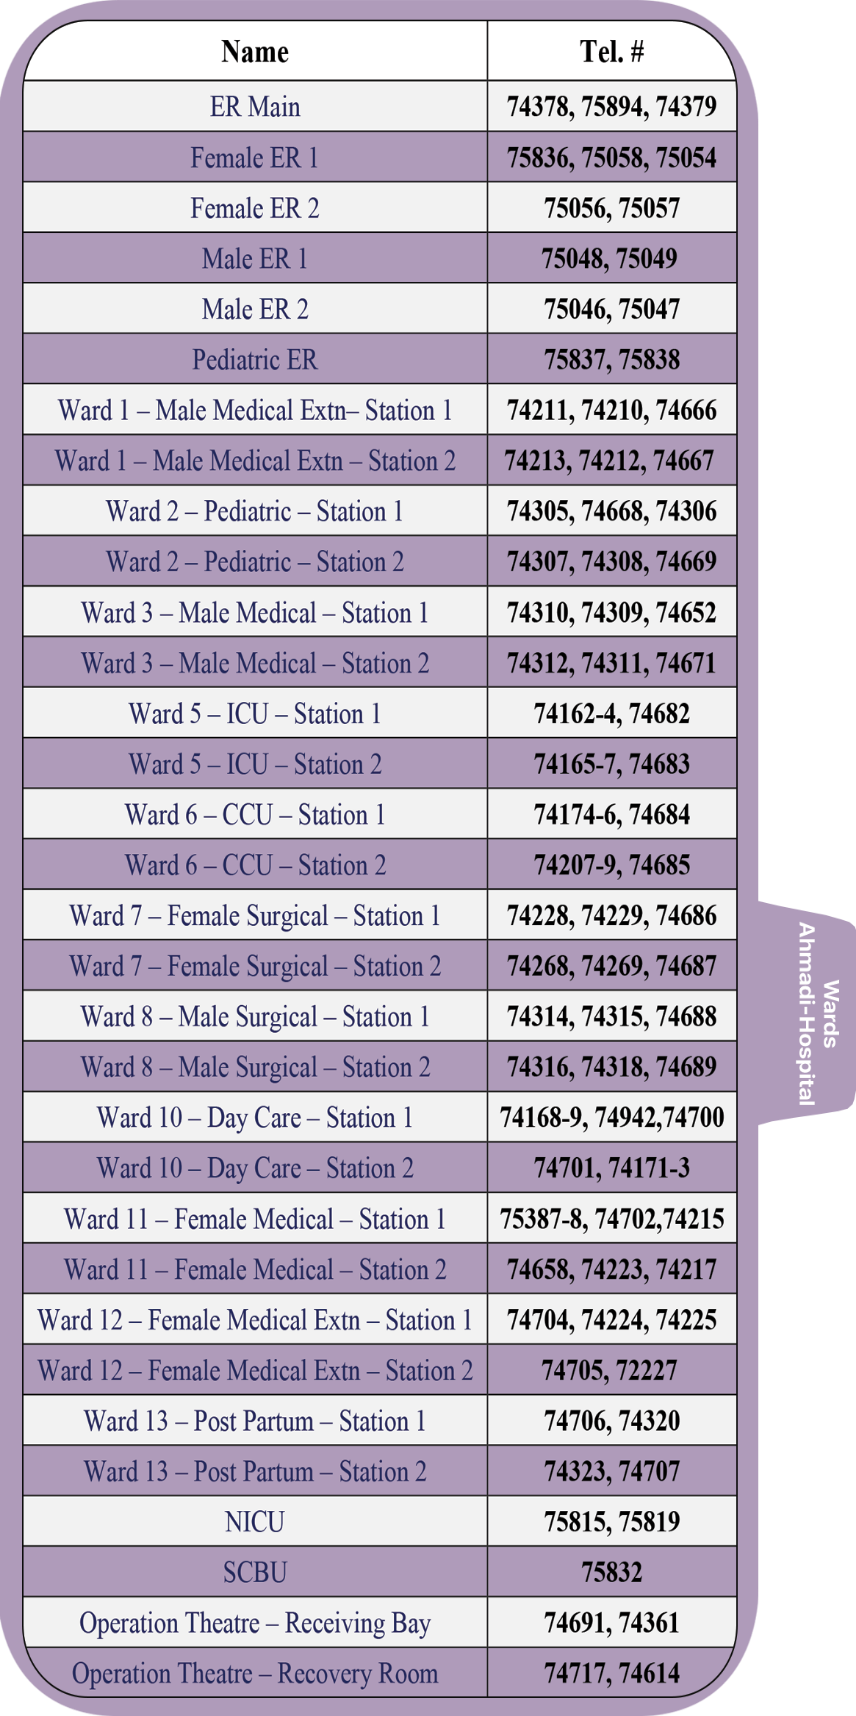 Name Tel. #
ER Main 74378, 75894, 74379
Female ER 1 75836, 75058, 75054
Female ER 2 75056, 75057
Male ER 1 75048, 75049
Male ER 2 75046, 75047
Pediatric ER 75837, 75838
Ward 1 – Male Medical Extn– Station 1 74211, 74210, 74666
Ward 1 – Male Medical Extn – Station 2 74213, 74212, 74667
Ward 2 – Pediatric – Station 1 74305, 74668, 74306
Ward 2 – Pediatric – Station 2 74307, 74308, 74669
Ward 3 – Male Medical – Station 1 74310, 74309, 74652
Ward 3 – Male Medical – Station 2 74312, 74311, 74671
Ward 5 – ICU – Station 1 74162-4, 74682
Ward 5 – ICU – Station 2 74165-7, 74683
Ward 6 – CCU – Station 1 74174-6, 74684
Ward 6 – CCU – Station 2 74207-9, 74685
Ward 7 – Female Surgical – Station 1 74228, 74229, 74686
Ward 7 – Female Surgical – Station 2 74268, 74269, 74687
Ward 8 – Male Surgical – Station 1 74314, 74315, 74688
Ward 8 – Male Surgical – Station 2 74316, 74318, 74689
Ward 10 – Day Care – Station 1 74168-9, 74942,74700
Ward 10 – Day Care – Station 2 74701, 74171-3
Ward 11 – Female Medical – Station 1 75387-8, 74702,74215
Ward 11 – Female Medical – Station 2 74658, 74223, 74217
Ward 12 – Female Medical Extn – Station 1 74704, 74224, 74225
Ward 12 – Female Medical Extn – Station 2 74705, 72227
Ward 13 – Post Partum – Station 1 74706, 74320
Ward 13 – Post Partum – Station 2 74323, 74707
NICU 75815, 75819
SCBU 75832
Operation Theatre – Receiving Bay 74691, 74361
Operation Theatre – Recovery Room 74717, 74614
Wards
Ahmadi-Hospital